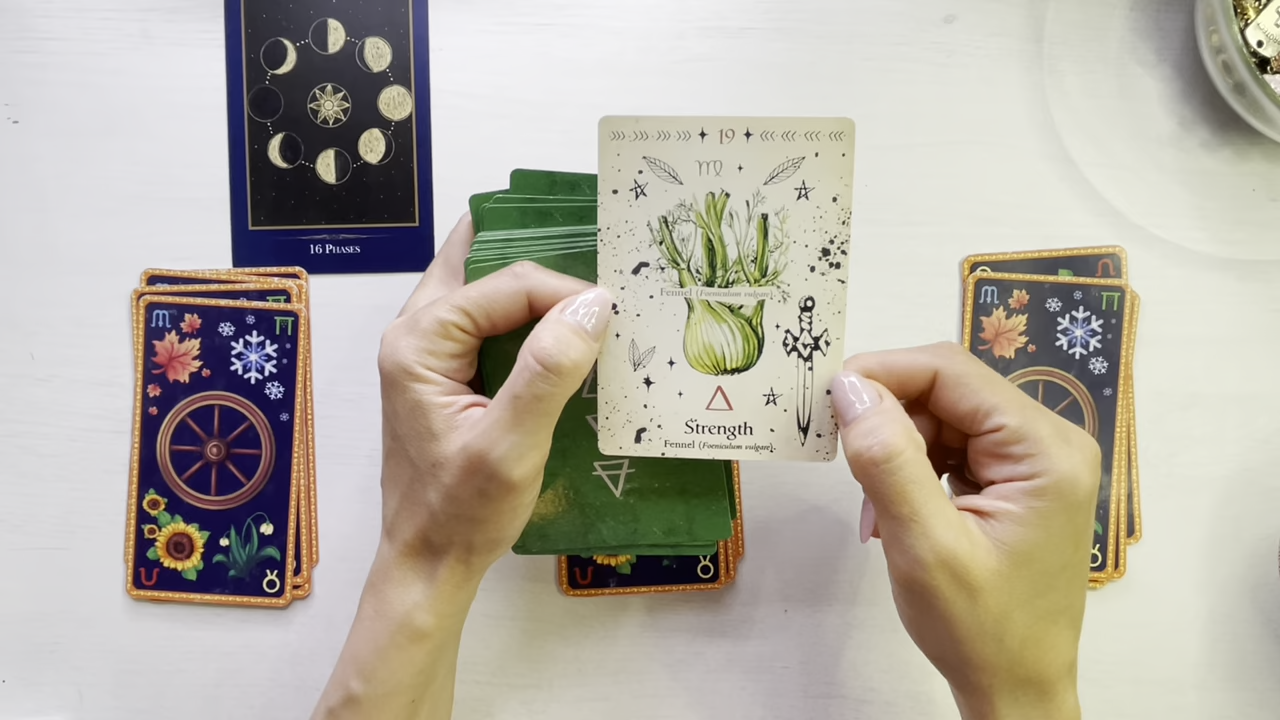 16 PHASES
19
Fennel (Foeniculum vulgare)
Strength
Fennel (Foeniculum vulgare)